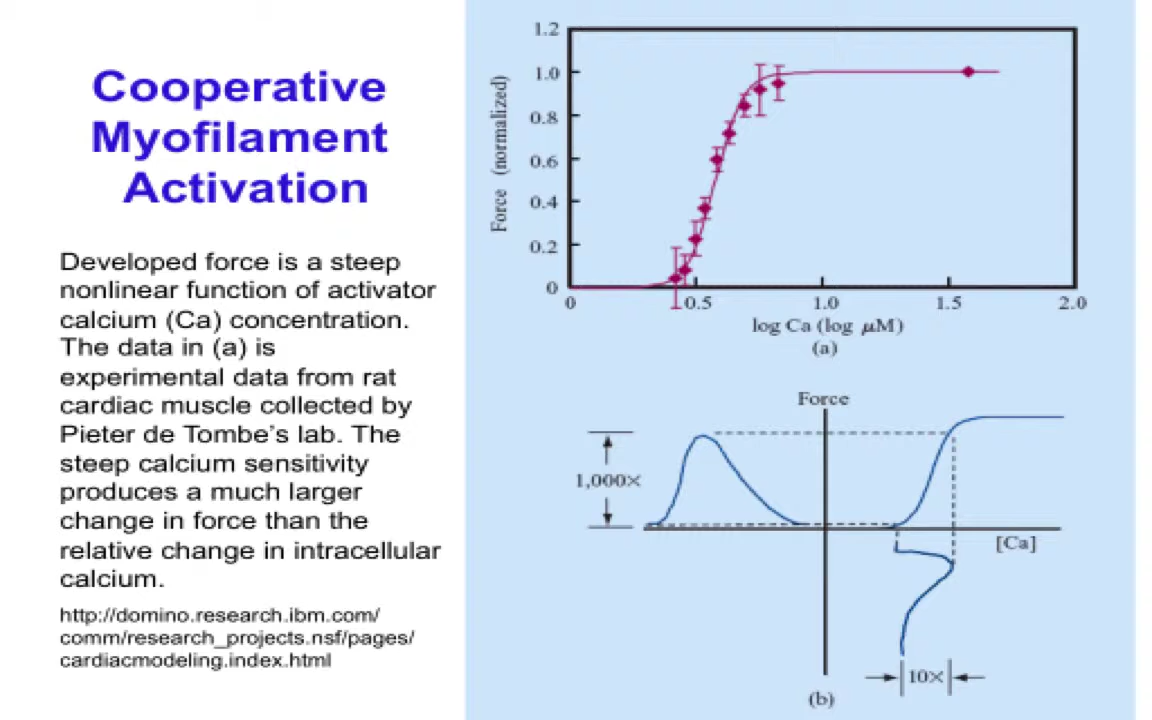 Cooperative
Myofilament
Activation
Developed force is a steep
nonlinear function of activator
calcium (Ca) concentration.
The data in (a) is
experimental data from rat
cardiac muscle collected by
Pieter de Tombe's lab. The
steep calcium sensitivity
produces a much larger
change in force than the
relative change in intracellular
calcium.
http://domino.research.ibm.com/
comm/research_projects.nsf/pages/
cardiacmodeling.index.html
Force (normalized)
1.2
1.0
0.8
0.6
0.4
0.2
0
0 0.5 1.0 1.5 2.0
log Ca (log μM)
(a)
Force
1,000×
[Ca]
10×
(b)